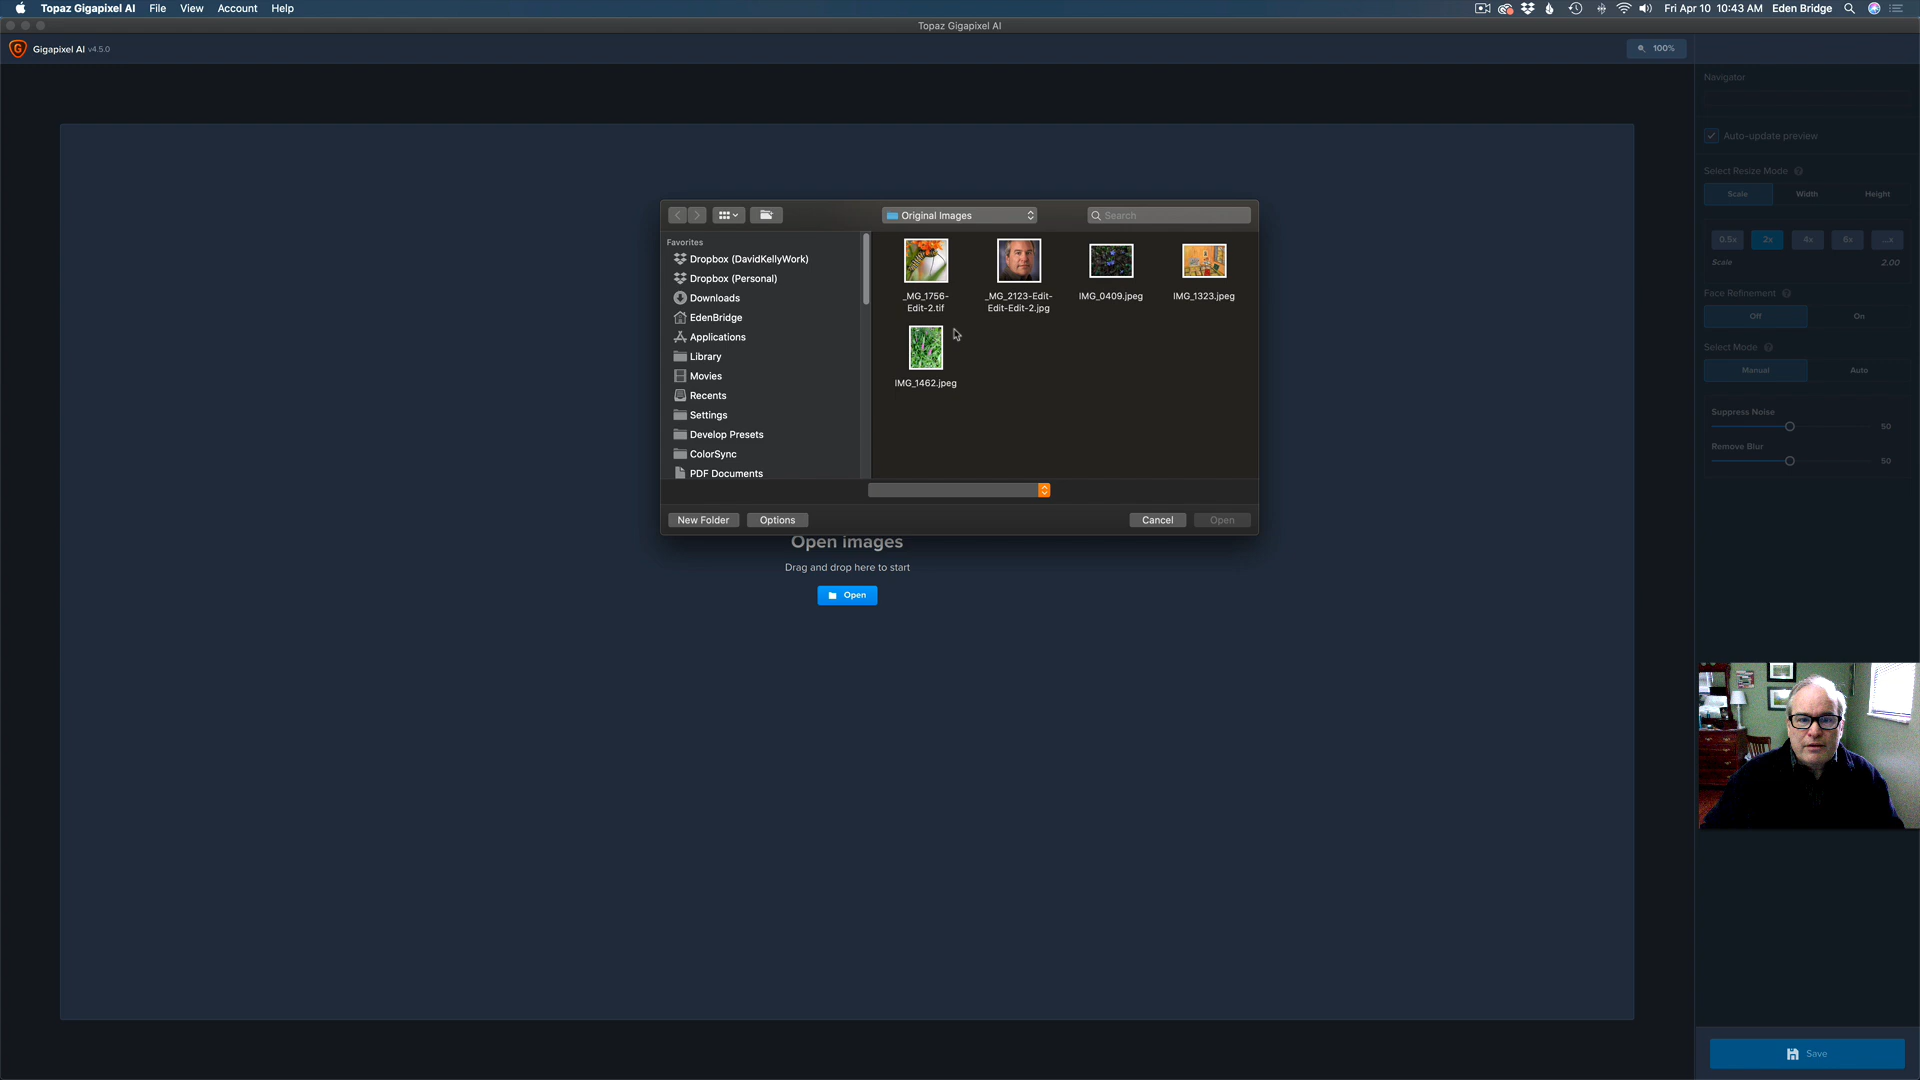 Topaz Gigapixel AI File View Account Help Fri Apr 10 10:43 AM Eden Bridge
Topaz Gigapixel AI
Gigapixel AI v4.5.0
100%
Navigator
Auto-update preview
Select Resize Mode
Scale Width Height
0.5x 2x 4x 6x ...x
Scale 2.00
Face Refinement
Off On
Select Mode
Manual Auto
Suppress Noise 50
Remove Blur 50
Original Images
Search
Favorites
Dropbox (DavidKellyWork)
Dropbox (Personal)
Downloads
EdenBridge
Applications
Library
Movies
Recents
Settings
Develop Presets
ColorSync
PDF Documents
_MG_1756-
Edit-2.tif
_MG_2123-Edit-
Edit-Edit-2.jpg
IMG_0409.jpeg
IMG_1323.jpeg
IMG_1462.jpeg
New Folder Options Cancel Open
Open images
Drag and drop here to start
Open
Save